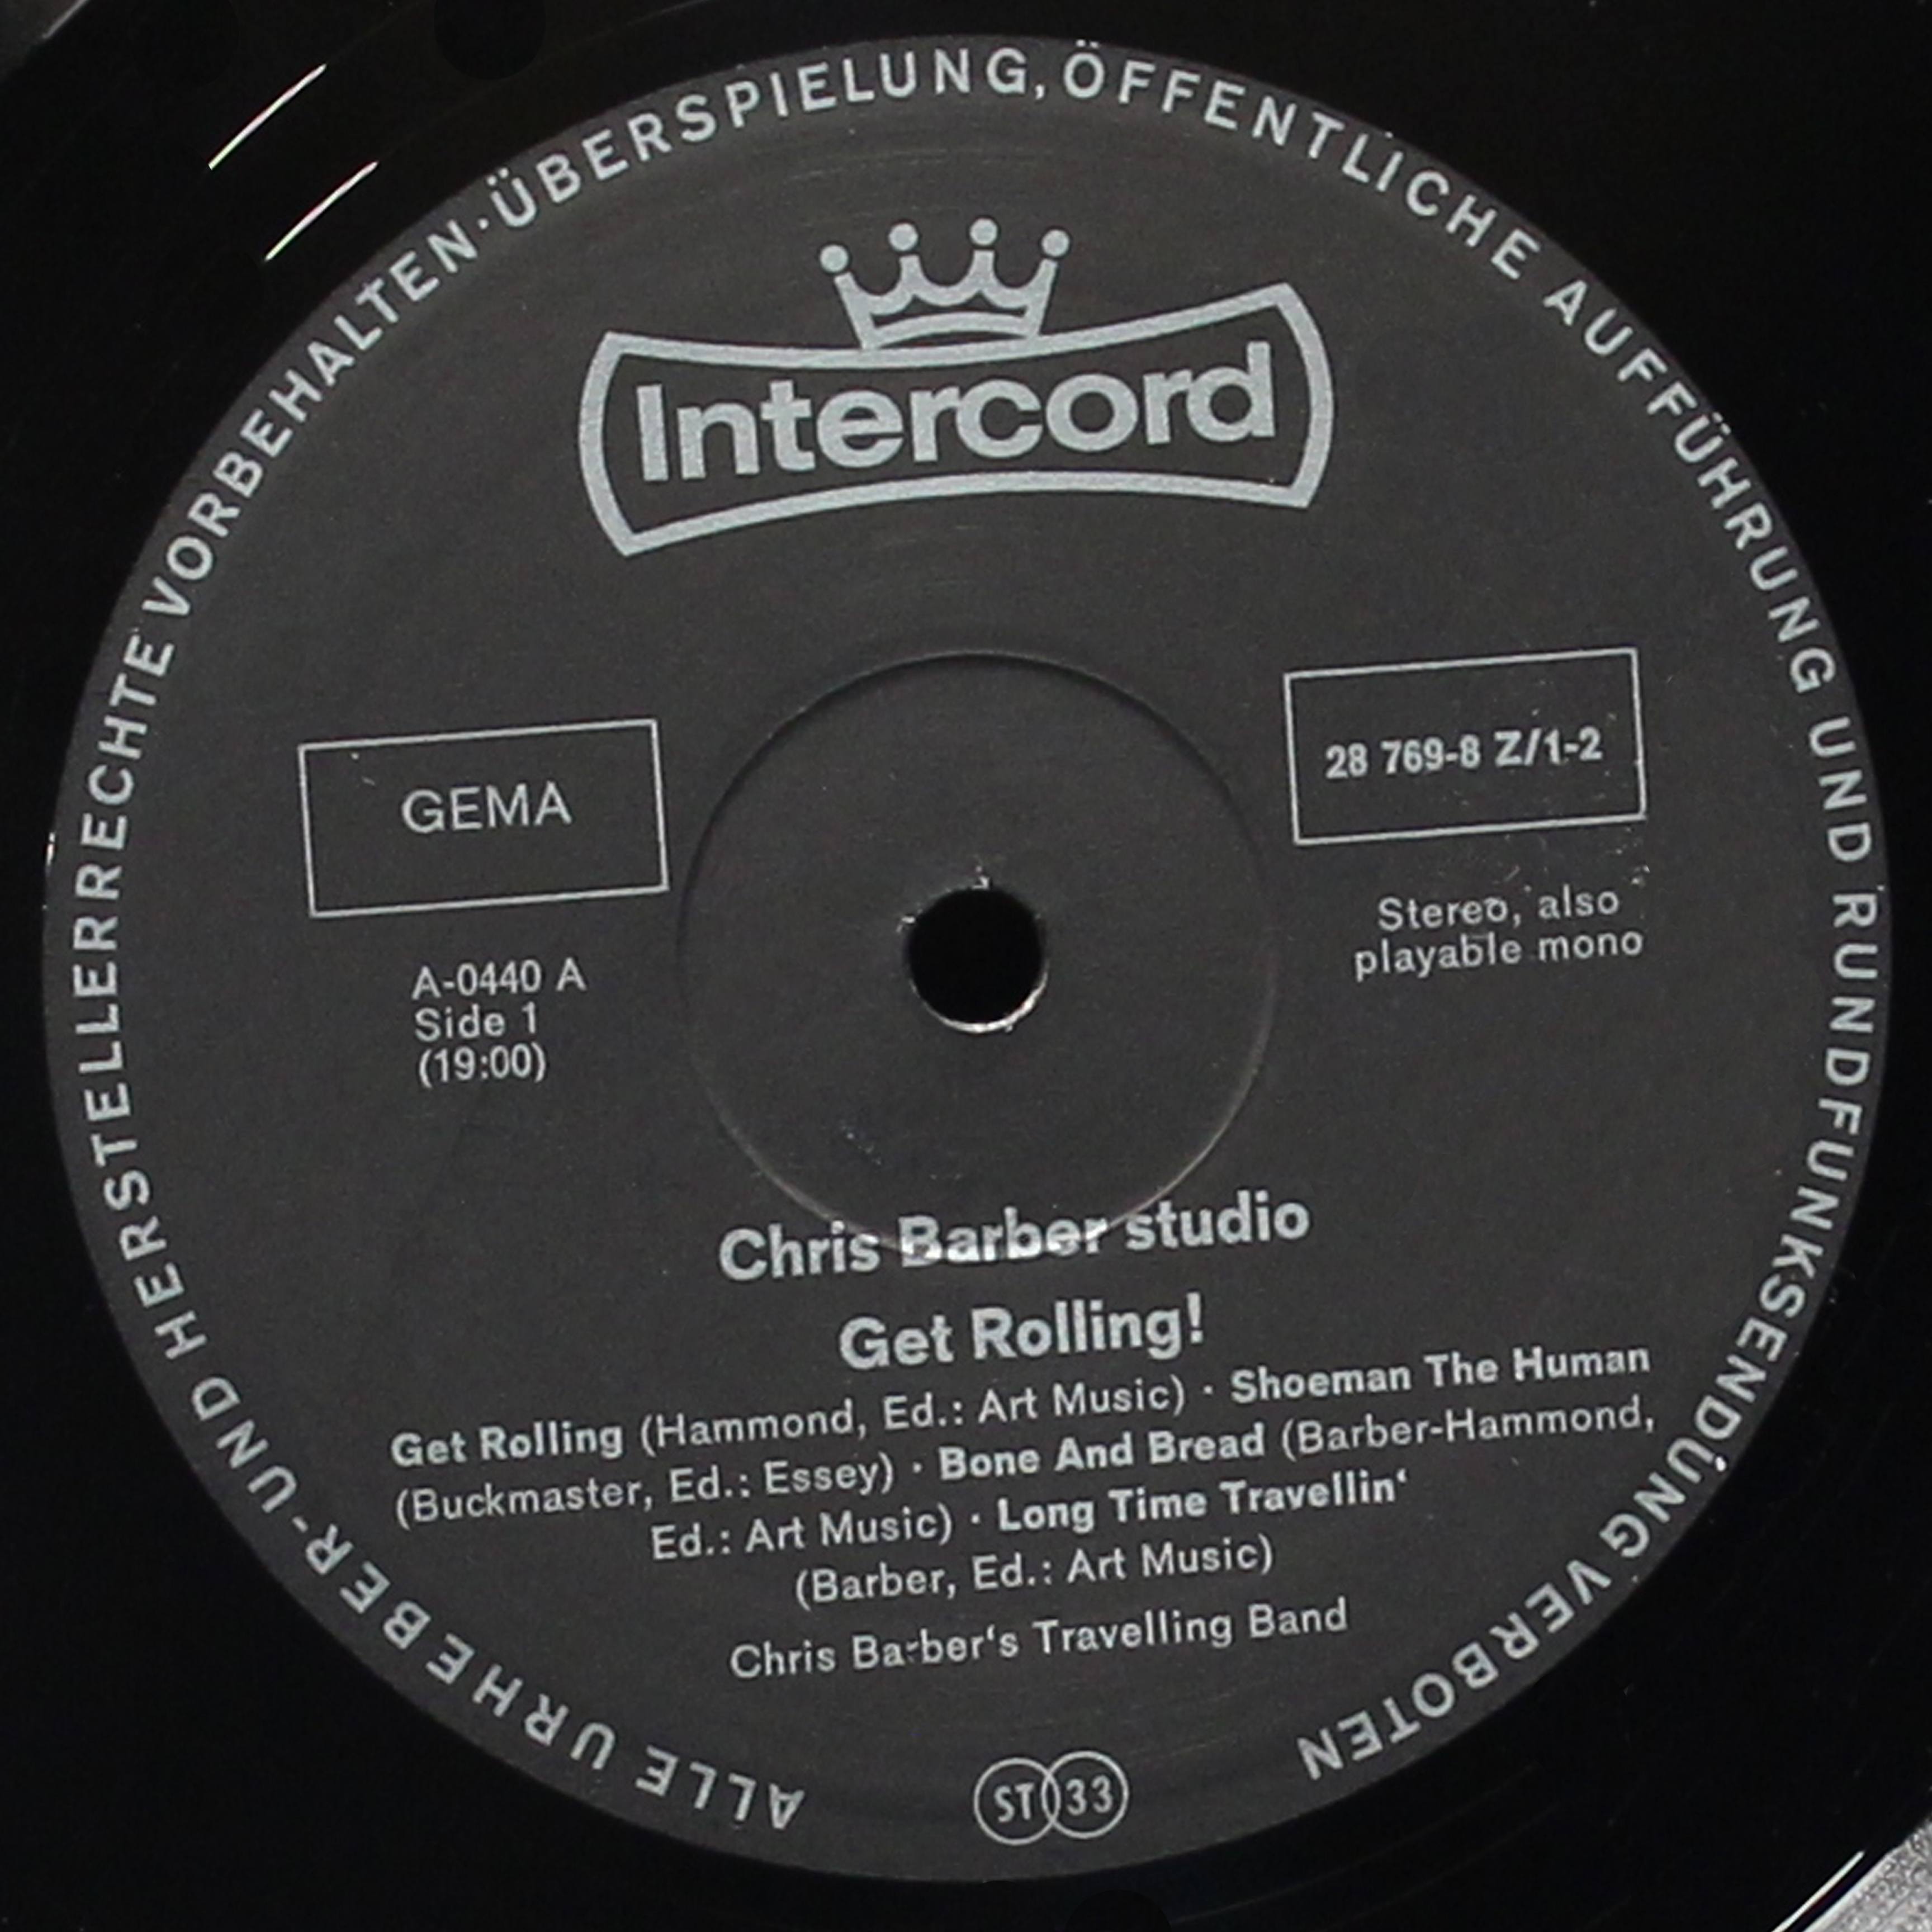 ALLE URHEBER- UND HERSTELLERRECHTE VORBEHALTEN · ÜBERSPIELUNG, ÖFFENTLICHE AUFFÜHRUNG UND RUNDFUNKSENDUNG VERBOTEN
Intercord
GEMA
28 769-8 Z/1-2
A-0440 A
Side 1
(19:00)
Stereo, also
playable mono
Chris Barber studio
Get Rolling!
Get Rolling (Hammond, Ed.: Art Music) · Shoeman The Human
(Buckmaster, Ed.: Essey) · Bone And Bread (Barber-Hammond,
Ed.: Art Music) · Long Time Travellin‘
(Barber, Ed.: Art Music)
Chris Barber‘s Travelling Band
ST 33